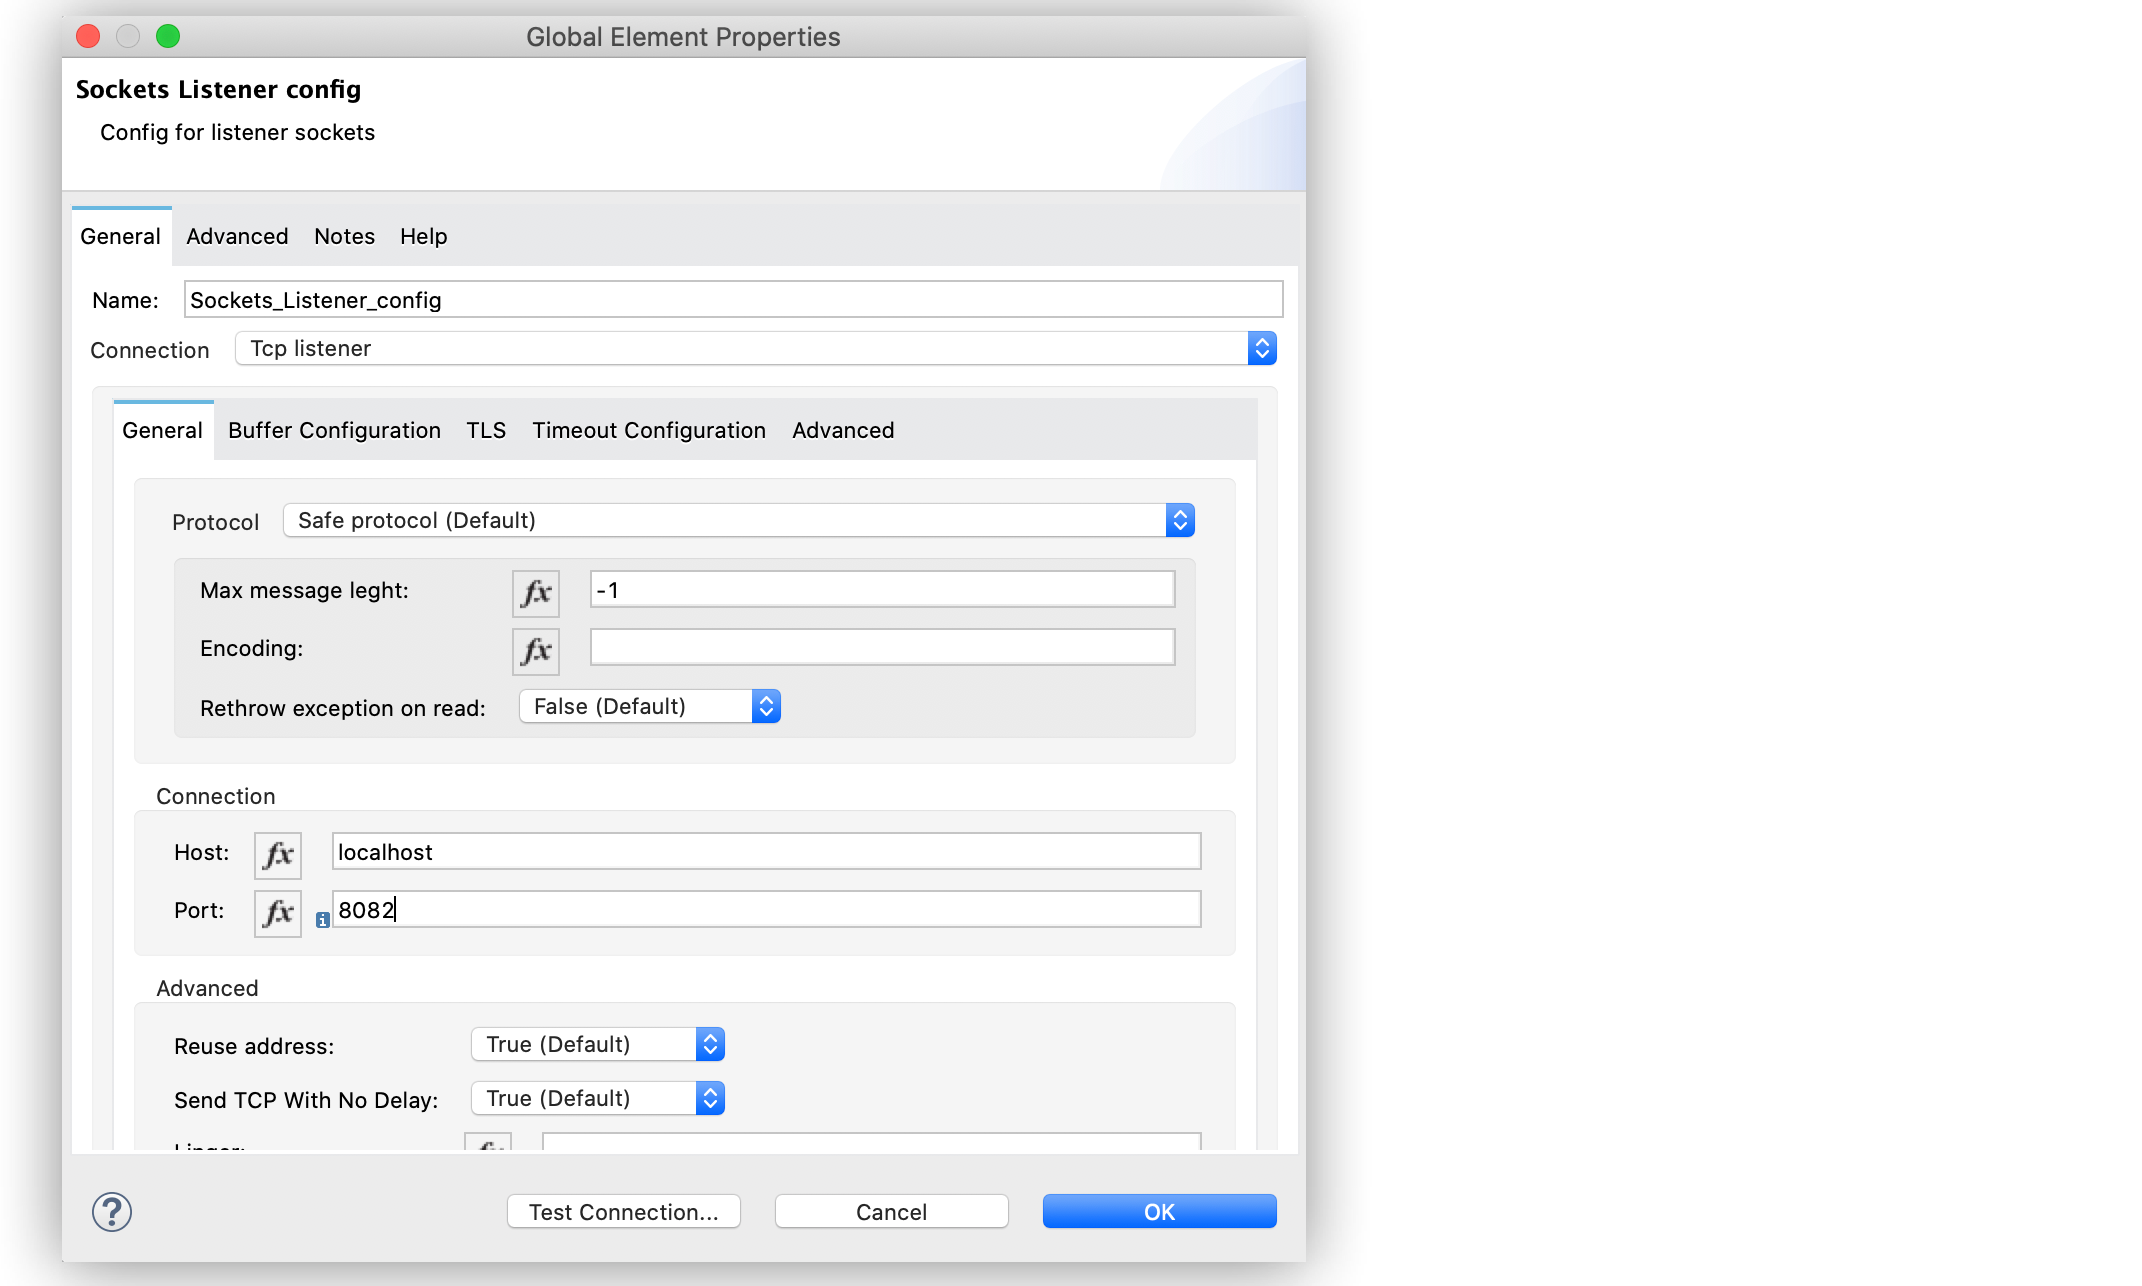 Global Element Properties
Sockets Listener config
Config for listener sockets
General Advanced Notes Help
Name: Sockets_Listener_config
Connection Tcp listener
General Buffer Configuration TLS Timeout Configuration Advanced
Protocol Safe protocol (Default)
Max message leght: fx -1
Encoding: fx
Rethrow exception on read: False (Default)
Connection
Host: fx localhost
Port: fx i 8082
Advanced
Reuse address: True (Default)
Send TCP With No Delay: True (Default)
Linger: fx
? Test Connection... Cancel OK